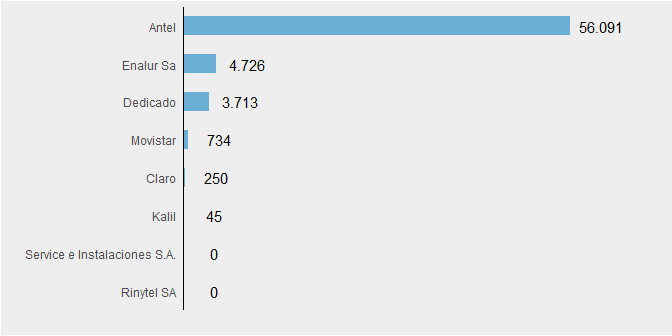 Antel 56.091
Enalur Sa 4.726
Dedicado 3.713
Movistar 734
Claro 250
Kalil 45
Service e Instalaciones S.A. 0
Rinytel SA 0